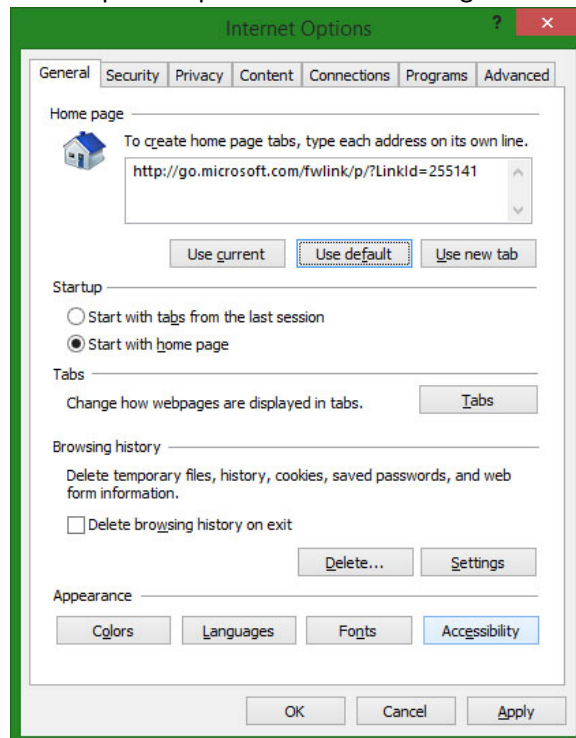 Internet Options
?
×
General Security Privacy Content Connections Programs Advanced
Home page
To create home page tabs, type each address on its own line.
http://go.microsoft.com/fwlink/p/?LinkId=255141
Use current Use default Use new tab
Startup
Start with tabs from the last session
Start with home page
Tabs
Change how webpages are displayed in tabs.
Tabs
Browsing history
Delete temporary files, history, cookies, saved passwords, and web
form information.
Delete browsing history on exit
Delete... Settings
Appearance
Colors Languages Fonts Accessibility
OK Cancel Apply